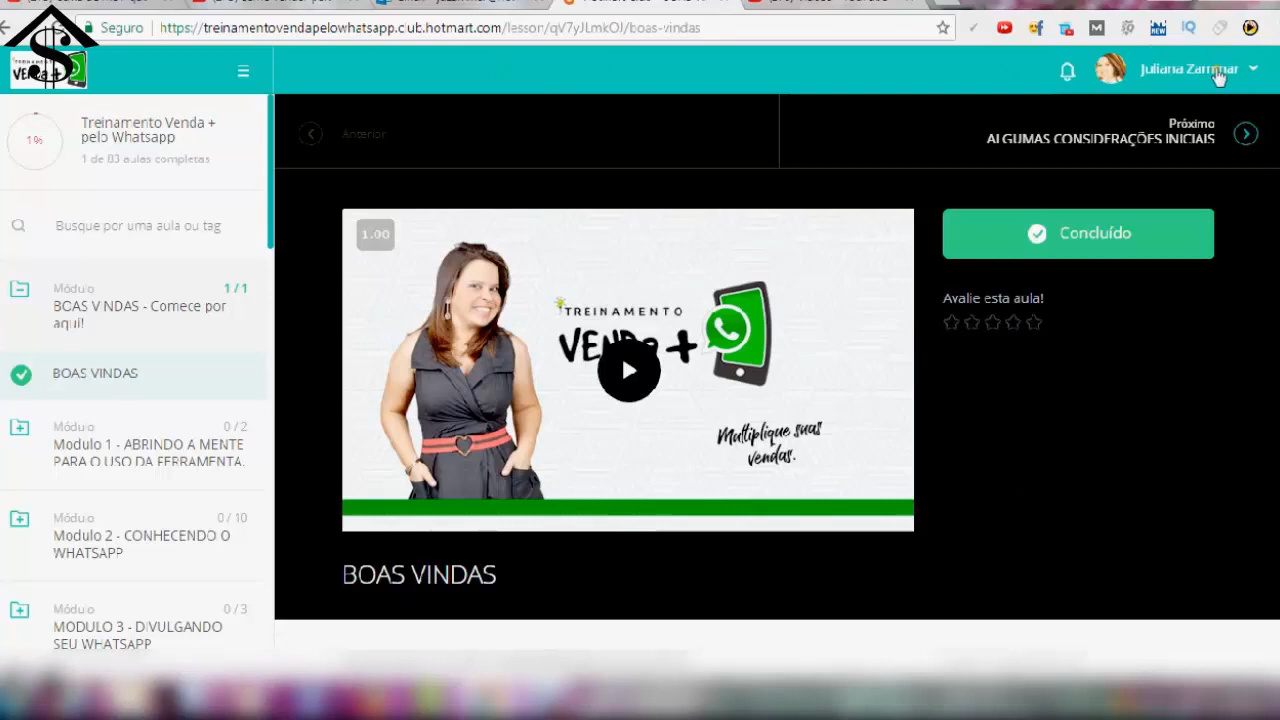 Seguro
https://treinamentovendapelowhatsapp.club.hotmart.com/lesson/qV7yJLmkOJ/boas-vindas
Juliana Zammar
1%
Treinamento Venda +
pelo Whatsapp
1 de 83 aulas completas
Busque por uma aula ou tag
Módulo 1 / 1
BOAS V NDAS - Comece por
aqui!
BOAS VINDAS
Módulo 0 / 2
Modulo 1 - ABRINDO A MENTE
PARA O USO DA FERRAMENTA.
Módulo 0 / 10
Modulo 2 - CONHECENDO O
WHATSAPP
Módulo 0 / 3
MODULO 3 - DIVULGANDO
SEU WHATSAPP
Anterior
Próximo
ALGUMAS CONSIDERAÇÕES INICIAIS
1.00
TREINAMENTO
VENDA +
Multiplique suas
vendas.
BOAS VINDAS
Concluído
Avalie esta aula!